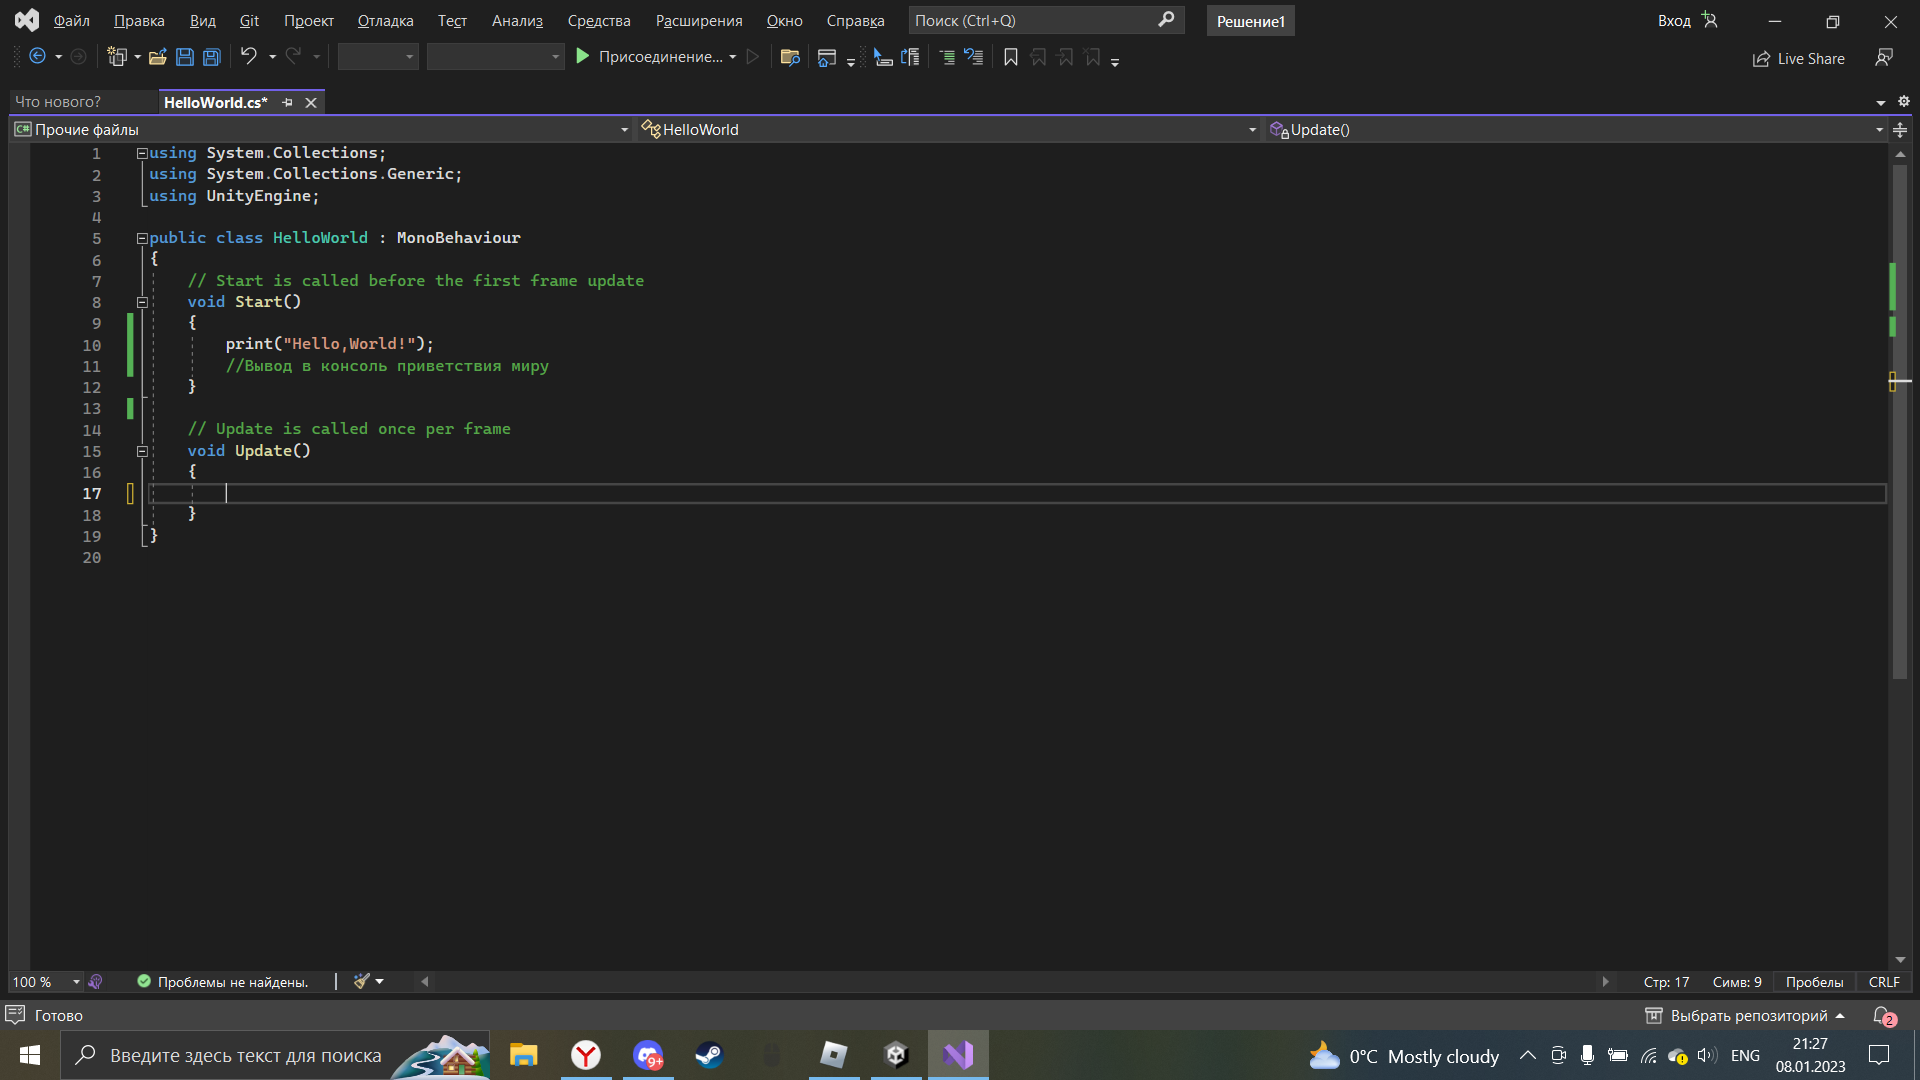 Файл Правка Вид Git Проект Отладка Тест Анализ Средства Расширения Окно Справка Поиск (Ctrl+Q) Решение1 Вход
Присоединение... Live Share
Что нового? HelloWorld.cs*
C# Прочие файлы HelloWorld Update()
1 using System.Collections;
2 using System.Collections.Generic;
3 using UnityEngine;
4
5 public class HelloWorld : MonoBehaviour
6 {
7 // Start is called before the first frame update
8 void Start()
9 {
10 print("Hello,World!");
11 //Вывод в консоль приветствия миру
12 }
13
14 // Update is called once per frame
15 void Update()
16 {
17
18 }
19 }
20
100 % Проблемы не найдены. Стр: 17 Симв: 9 Пробелы CRLF
Готово Выбрать репозиторий 2
Введите здесь текст для поиска 9+ 0°C Mostly cloudy ENG 21:27
08.01.2023